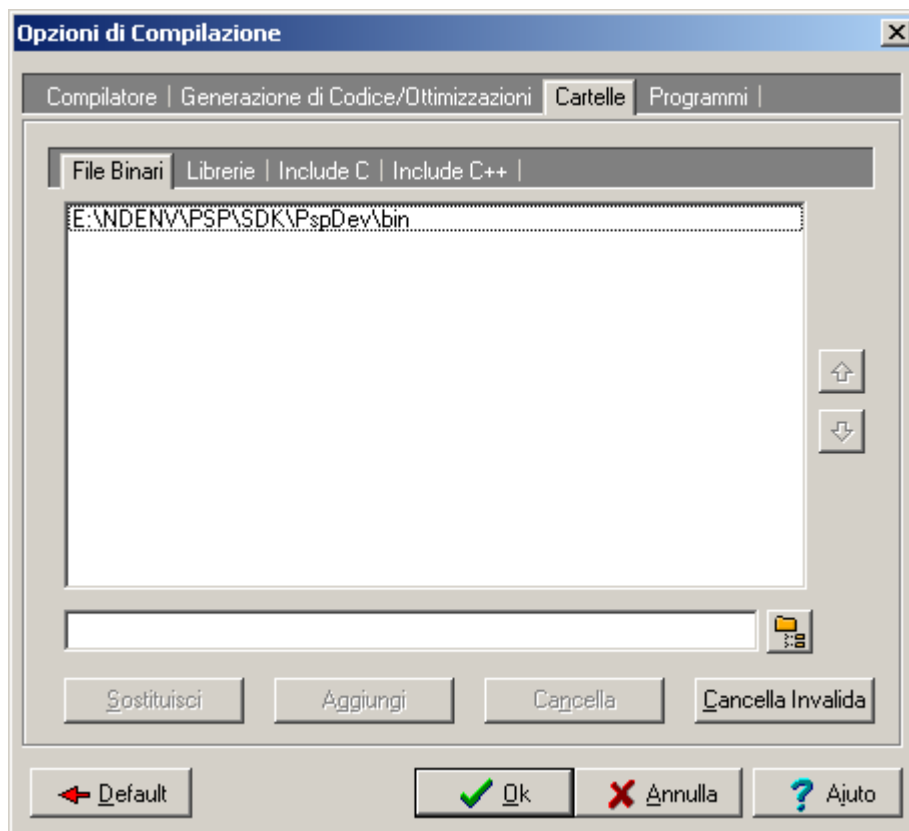 Opzioni di Compilazione
Compilatore | Generazione di Codice/Ottimizzazioni Cartelle Programmi |
File Binari Librerie | Include C | Include C++ |
E:\NDENV\PSP\SDK\PspDev\bin
Sostituisci Aggiungi Cancella Cancella Invalida
Default Ok Annulla Aiuto